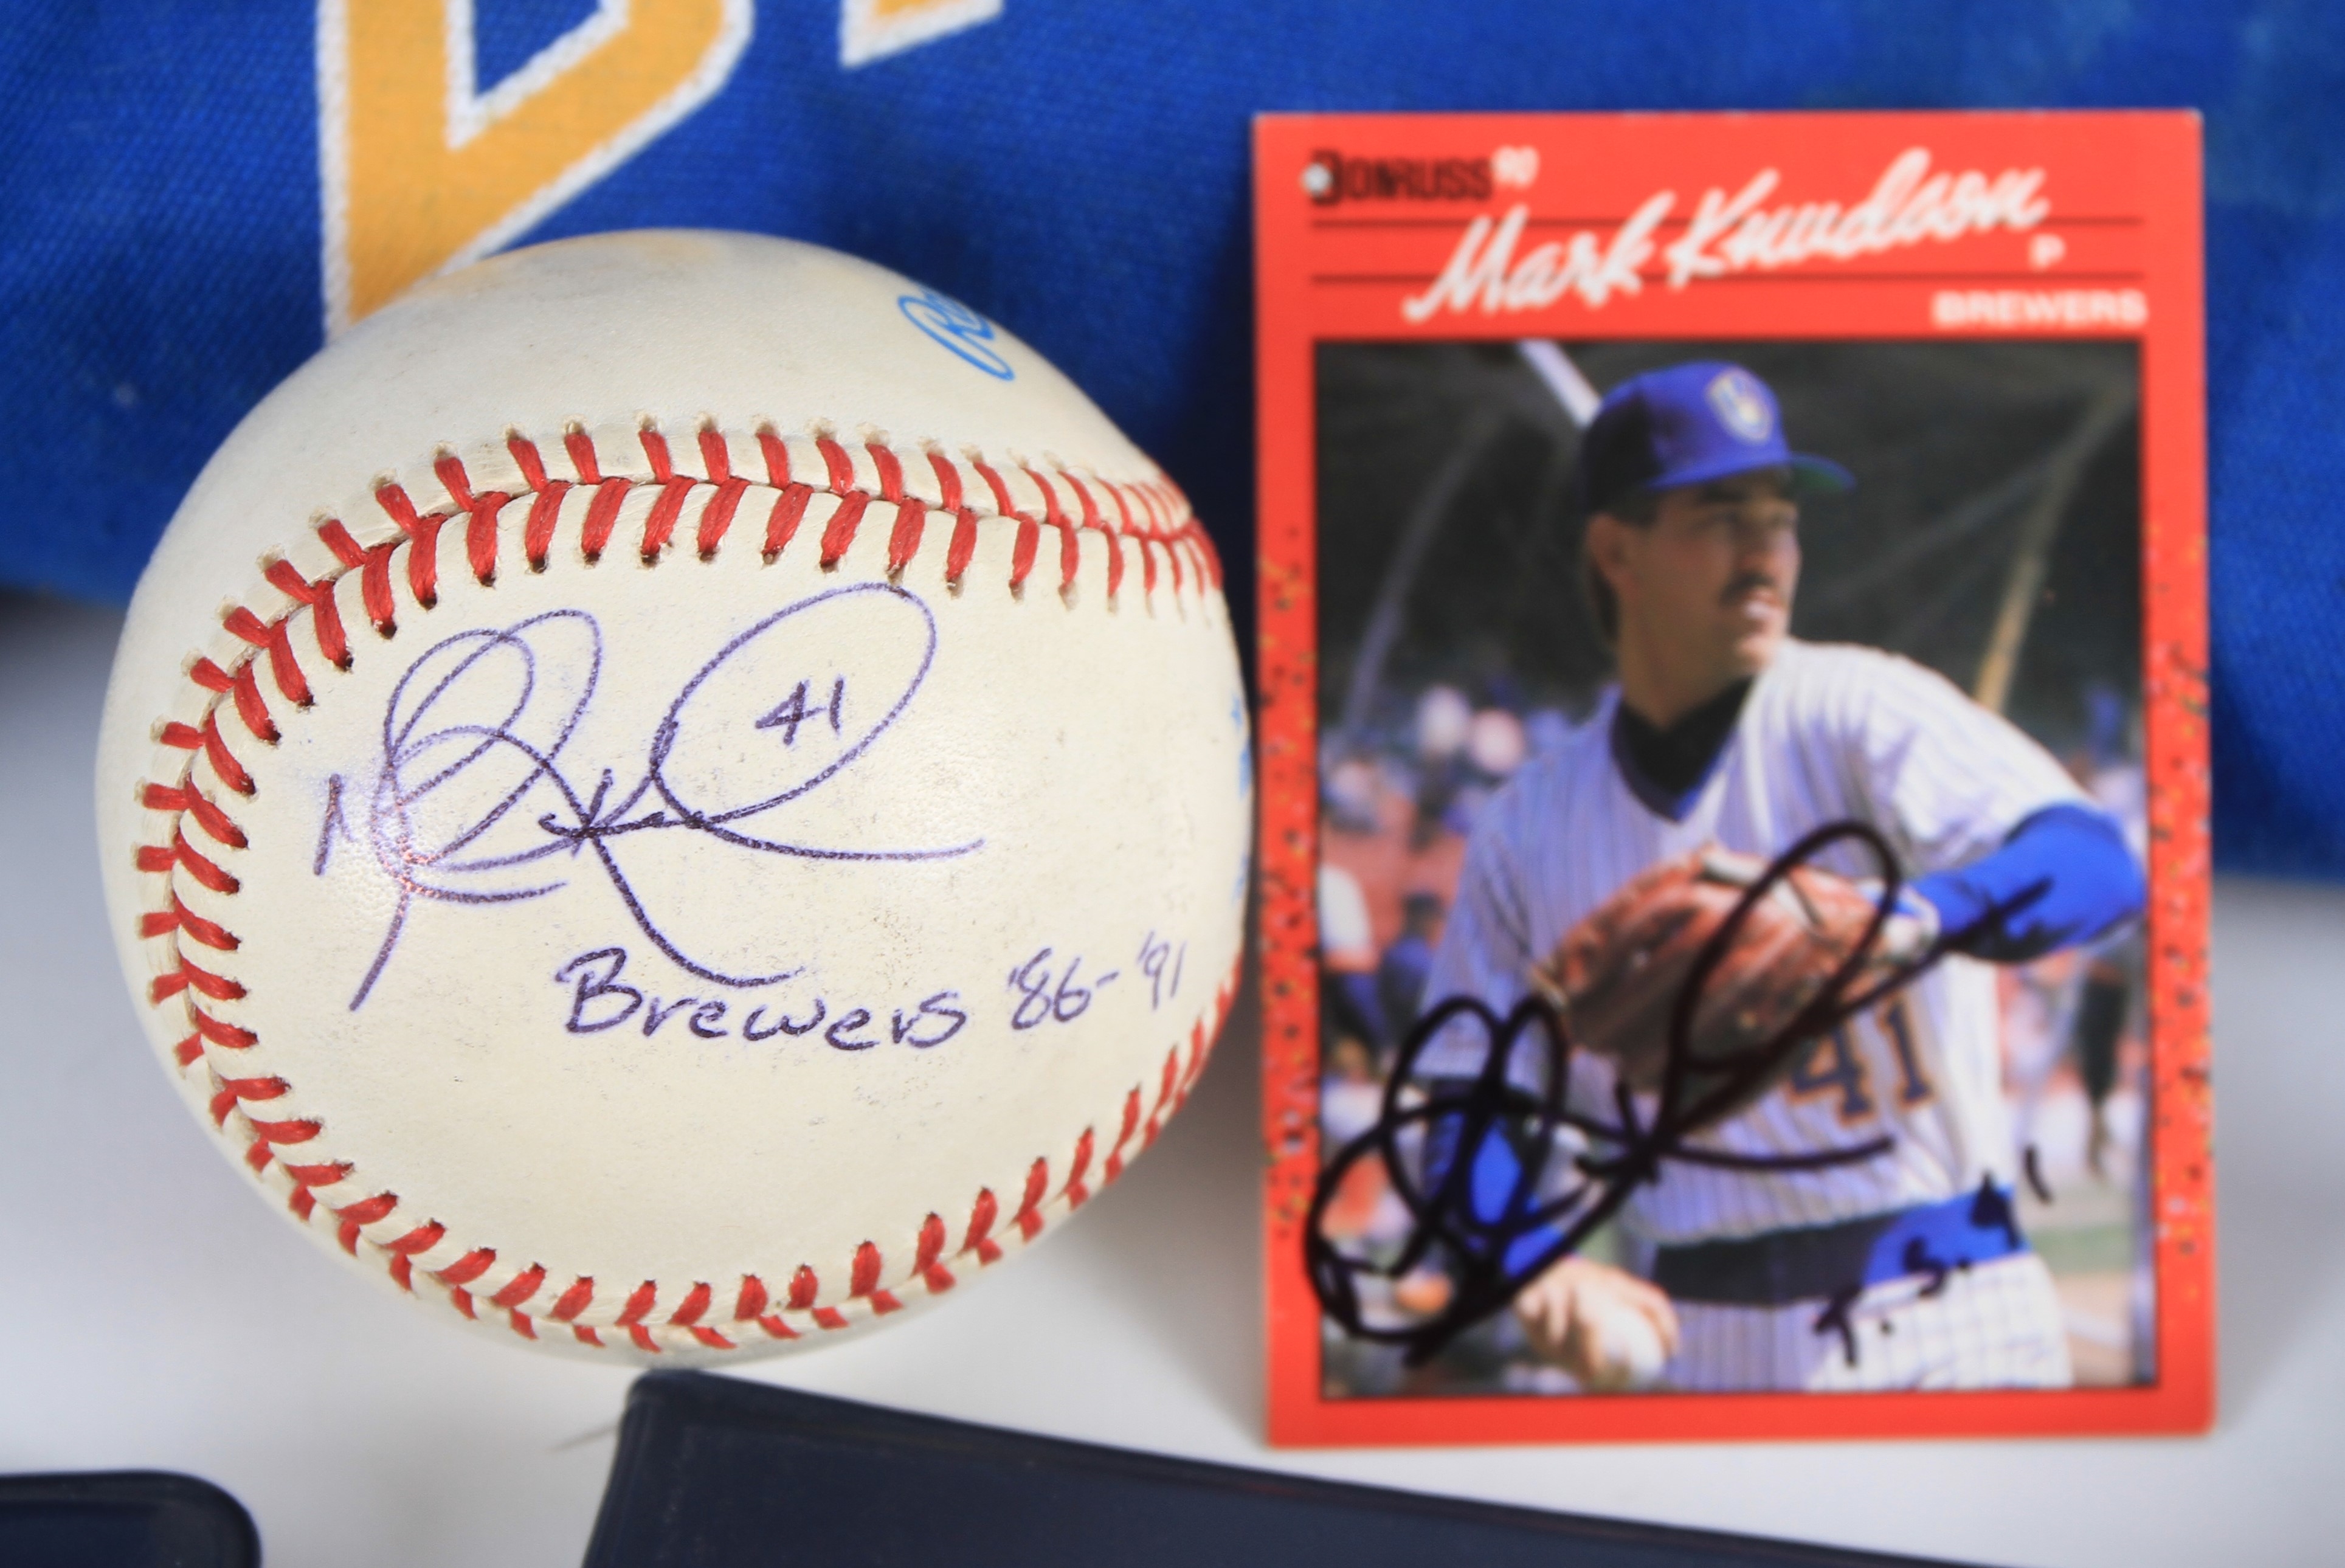 DONRUSS 90
Mark Knudson
P
BREWERS
41
Brewers '86-'91
41